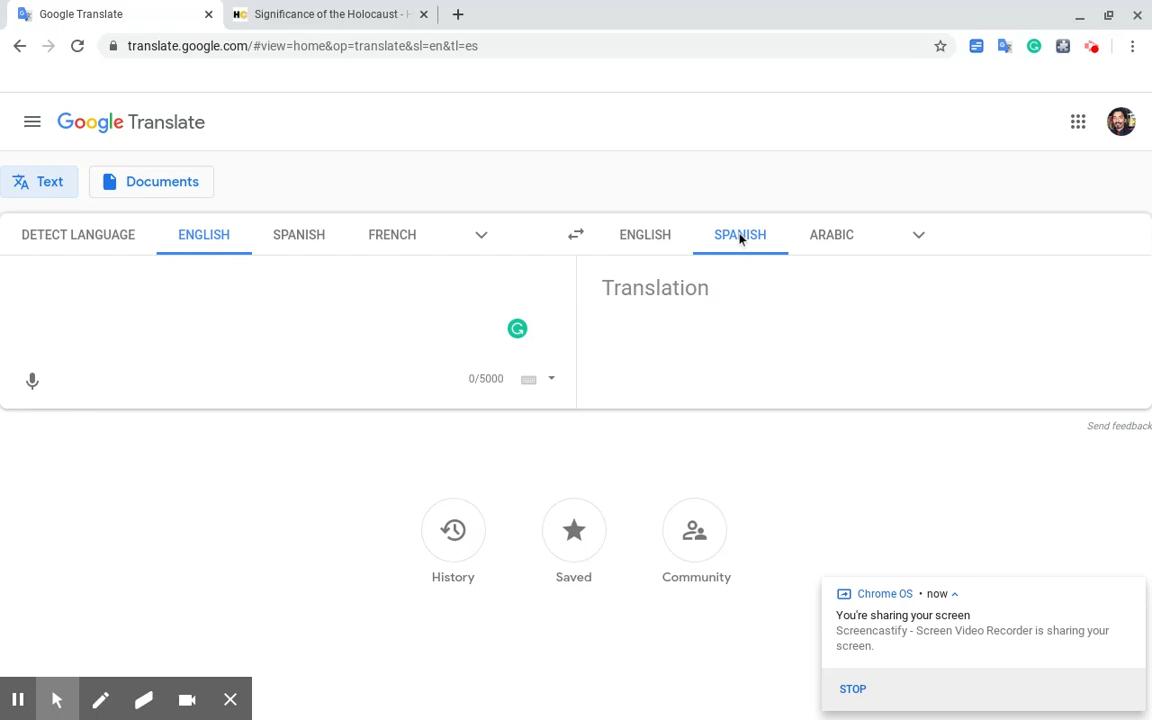 Google Translate
Significance of the Holocaust - H
translate.google.com/#view=home&op=translate&sl=en&tl=es
Google Translate
Text
Documents
DETECT LANGUAGE
ENGLISH
SPANISH
FRENCH
ENGLISH
SPANISH
ARABIC
Translation
0/5000
Send feedback
History
Saved
Community
Chrome OS • now
You're sharing your screen
Screencastify - Screen Video Recorder is sharing your
screen.
STOP